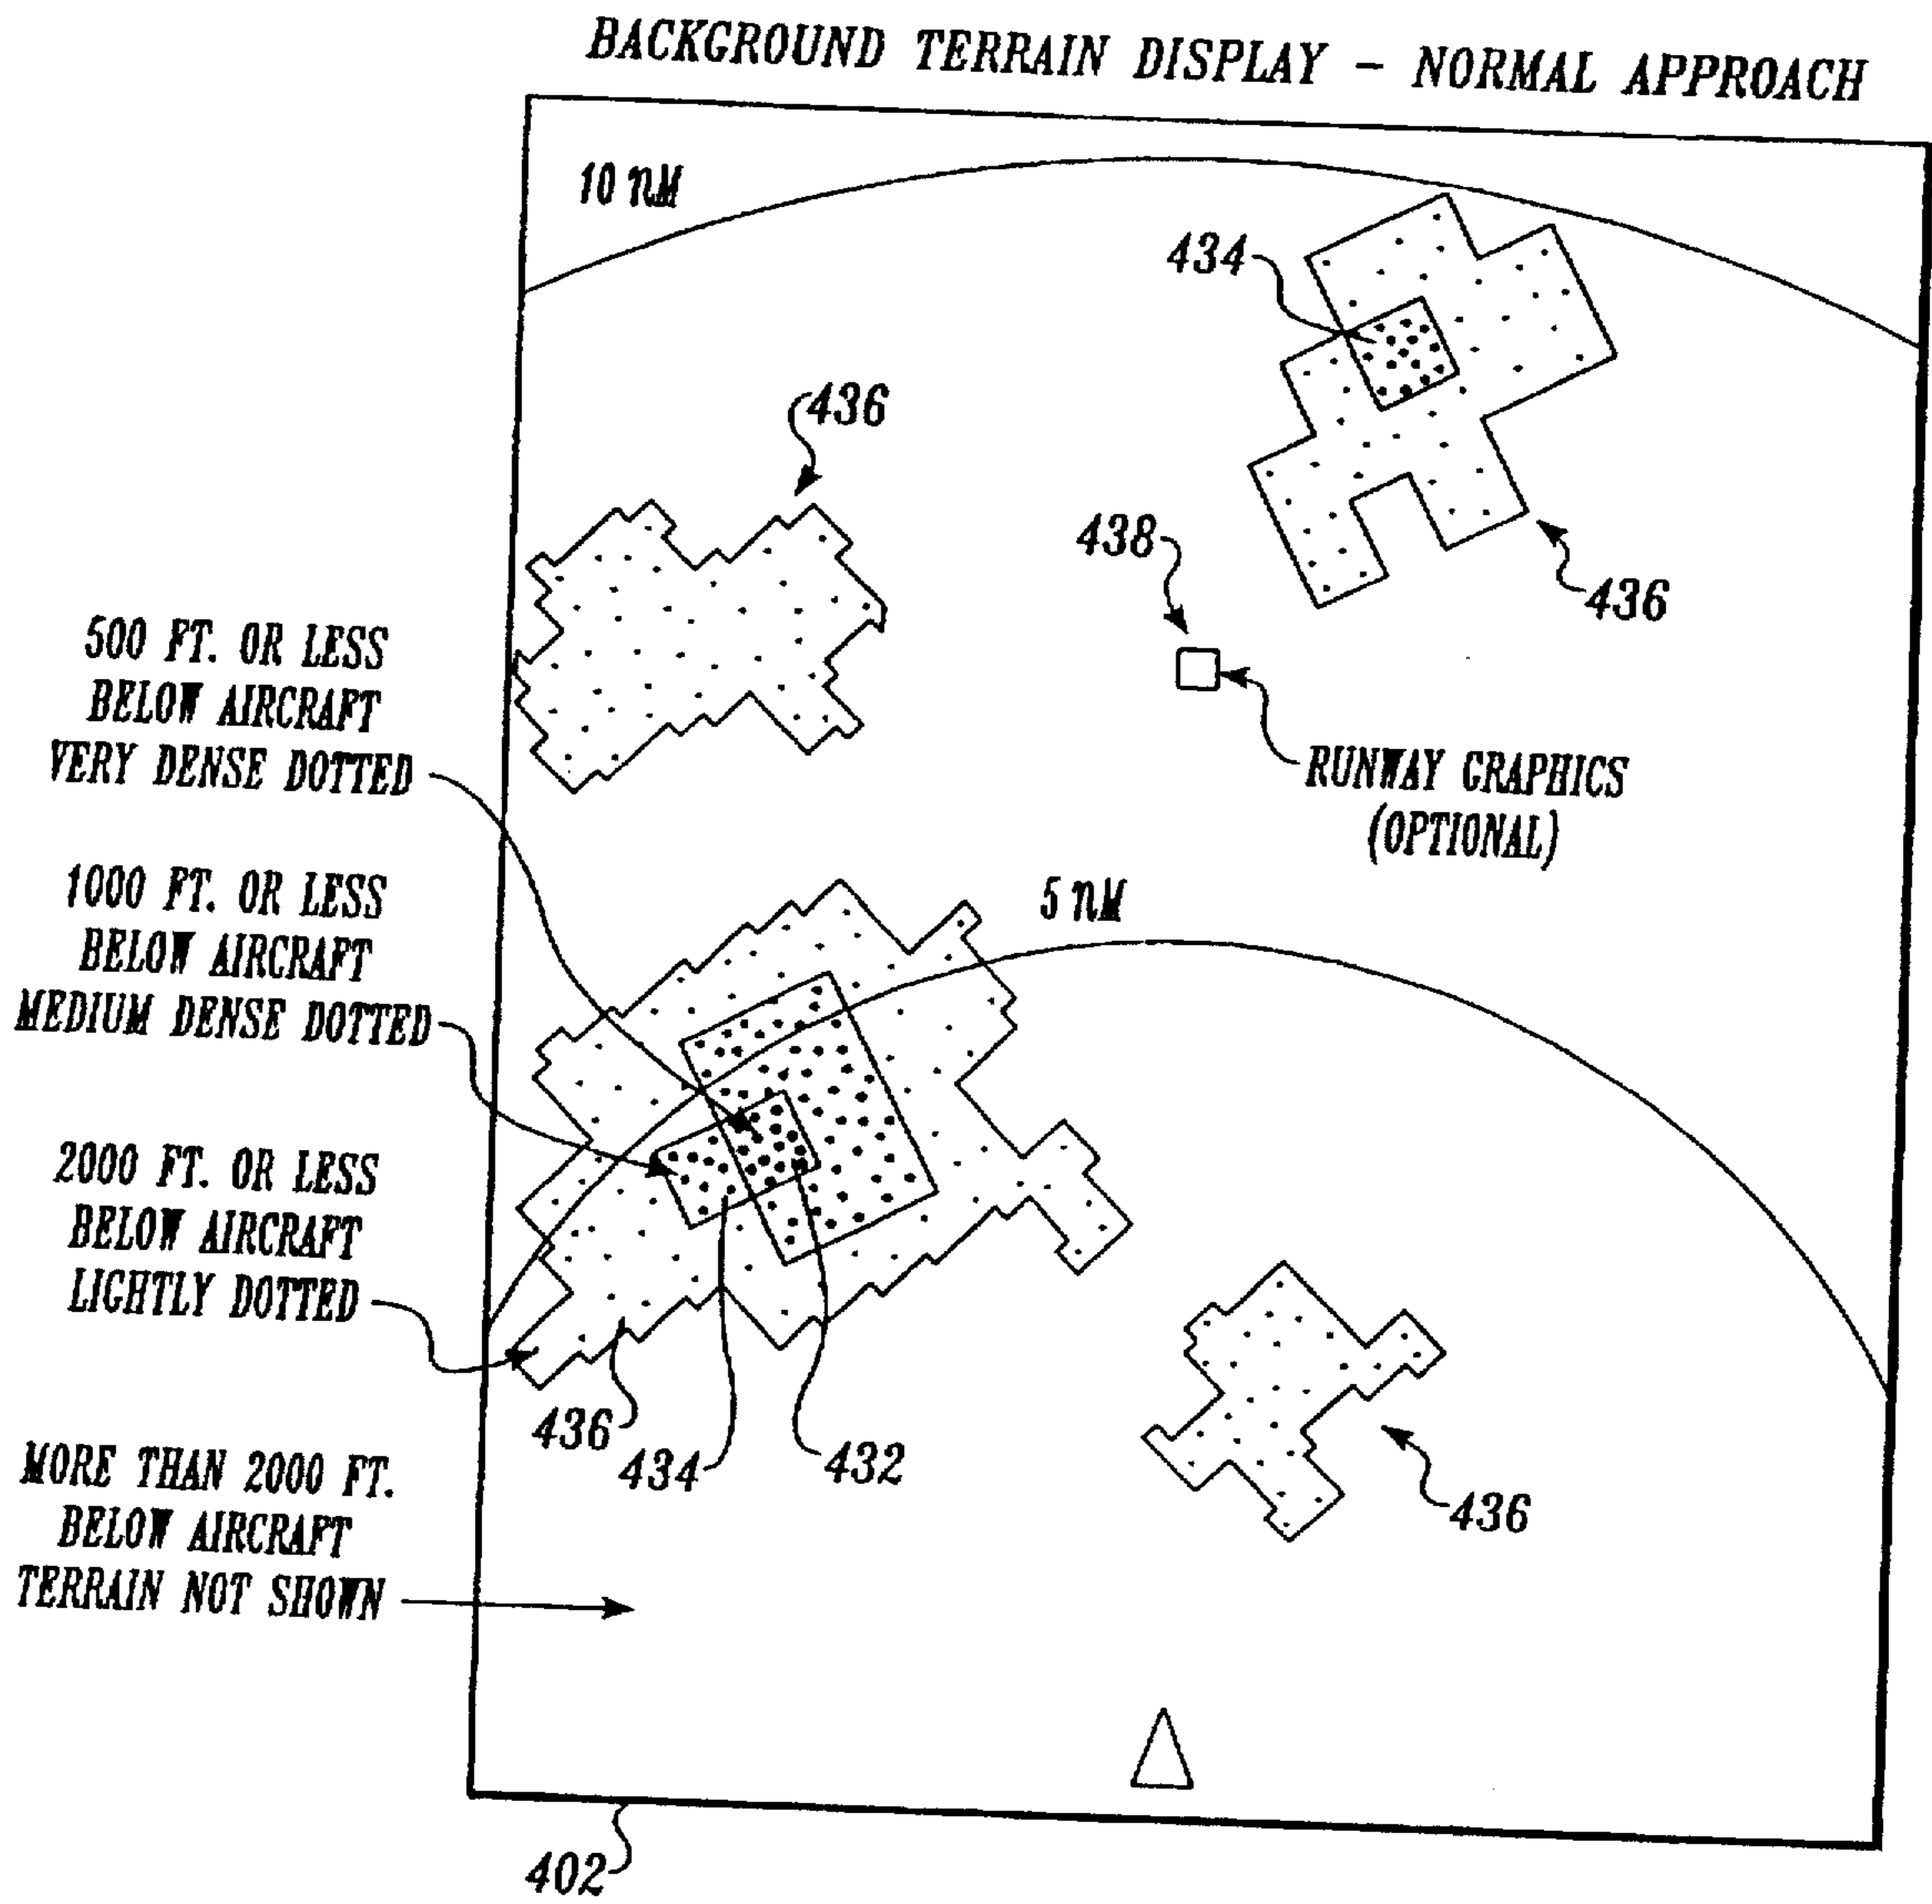 BACKGROUND TERRAIN DISPLAY – NORMAL APPROACH
10 nM
434
436
438
436
500 FT. OR LESS
BELOW AIRCRAFT
VERY DENSE DOTTED
RUNWAY GRAPHICS
(OPTIONAL)
1000 FT. OR LESS
BELOW AIRCRAFT
MEDIUM DENSE DOTTED
5 nM
2000 FT. OR LESS
BELOW AIRCRAFT
LIGHTLY DOTTED
436
434
432
436
MORE THAN 2000 FT.
BELOW AIRCRAFT
TERRAIN NOT SHOWN
402